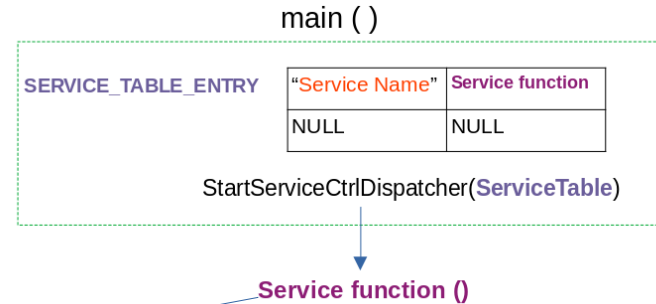 main ( )
SERVICE_TABLE_ENTRY “Service Name” Service function
NULL NULL
StartServiceCtrlDispatcher(ServiceTable)
Service function ()